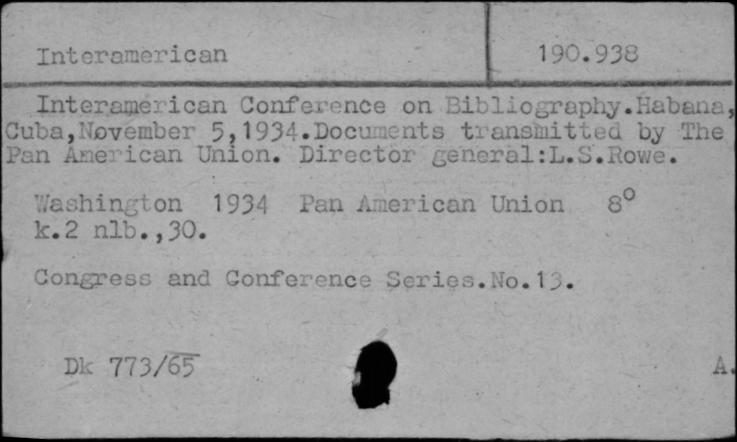 Interamerican 190.938
Interamerican Conference on Bibliography.Habana,
Cuba,November 5,1934.Documents transmitted by The
Pan American Union. Director general:L.S.Rowe.
Washington 1934 Pan American Union 8°
k.2 nlb.,30.
Congress and Conference Series.No.13.
Dk 773/65 A.